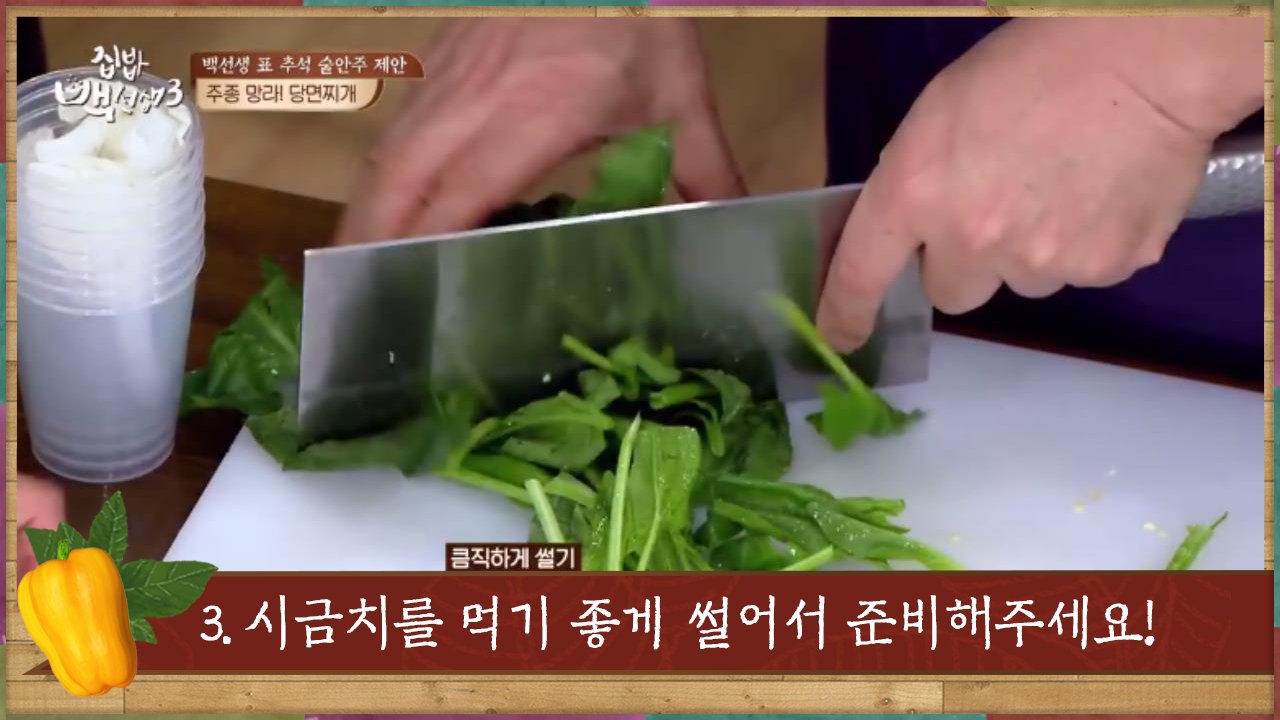 집밥
백선생3
백선생 표 추석 술안주 제안
주종 망라! 당면찌개
큼직하게 썰기
3. 시금치를 먹기 좋게 썰어서 준비해주세요!